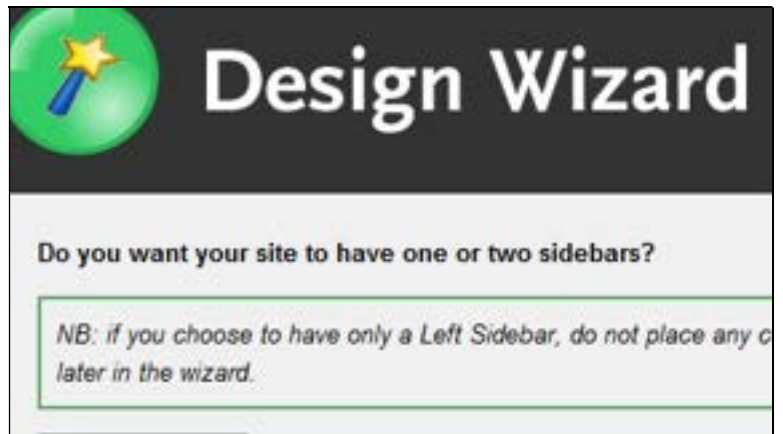 Design Wizard
Do you want your site to have one or two sidebars?
NB: if you choose to have only a Left Sidebar, do not place any
later in the wizard.